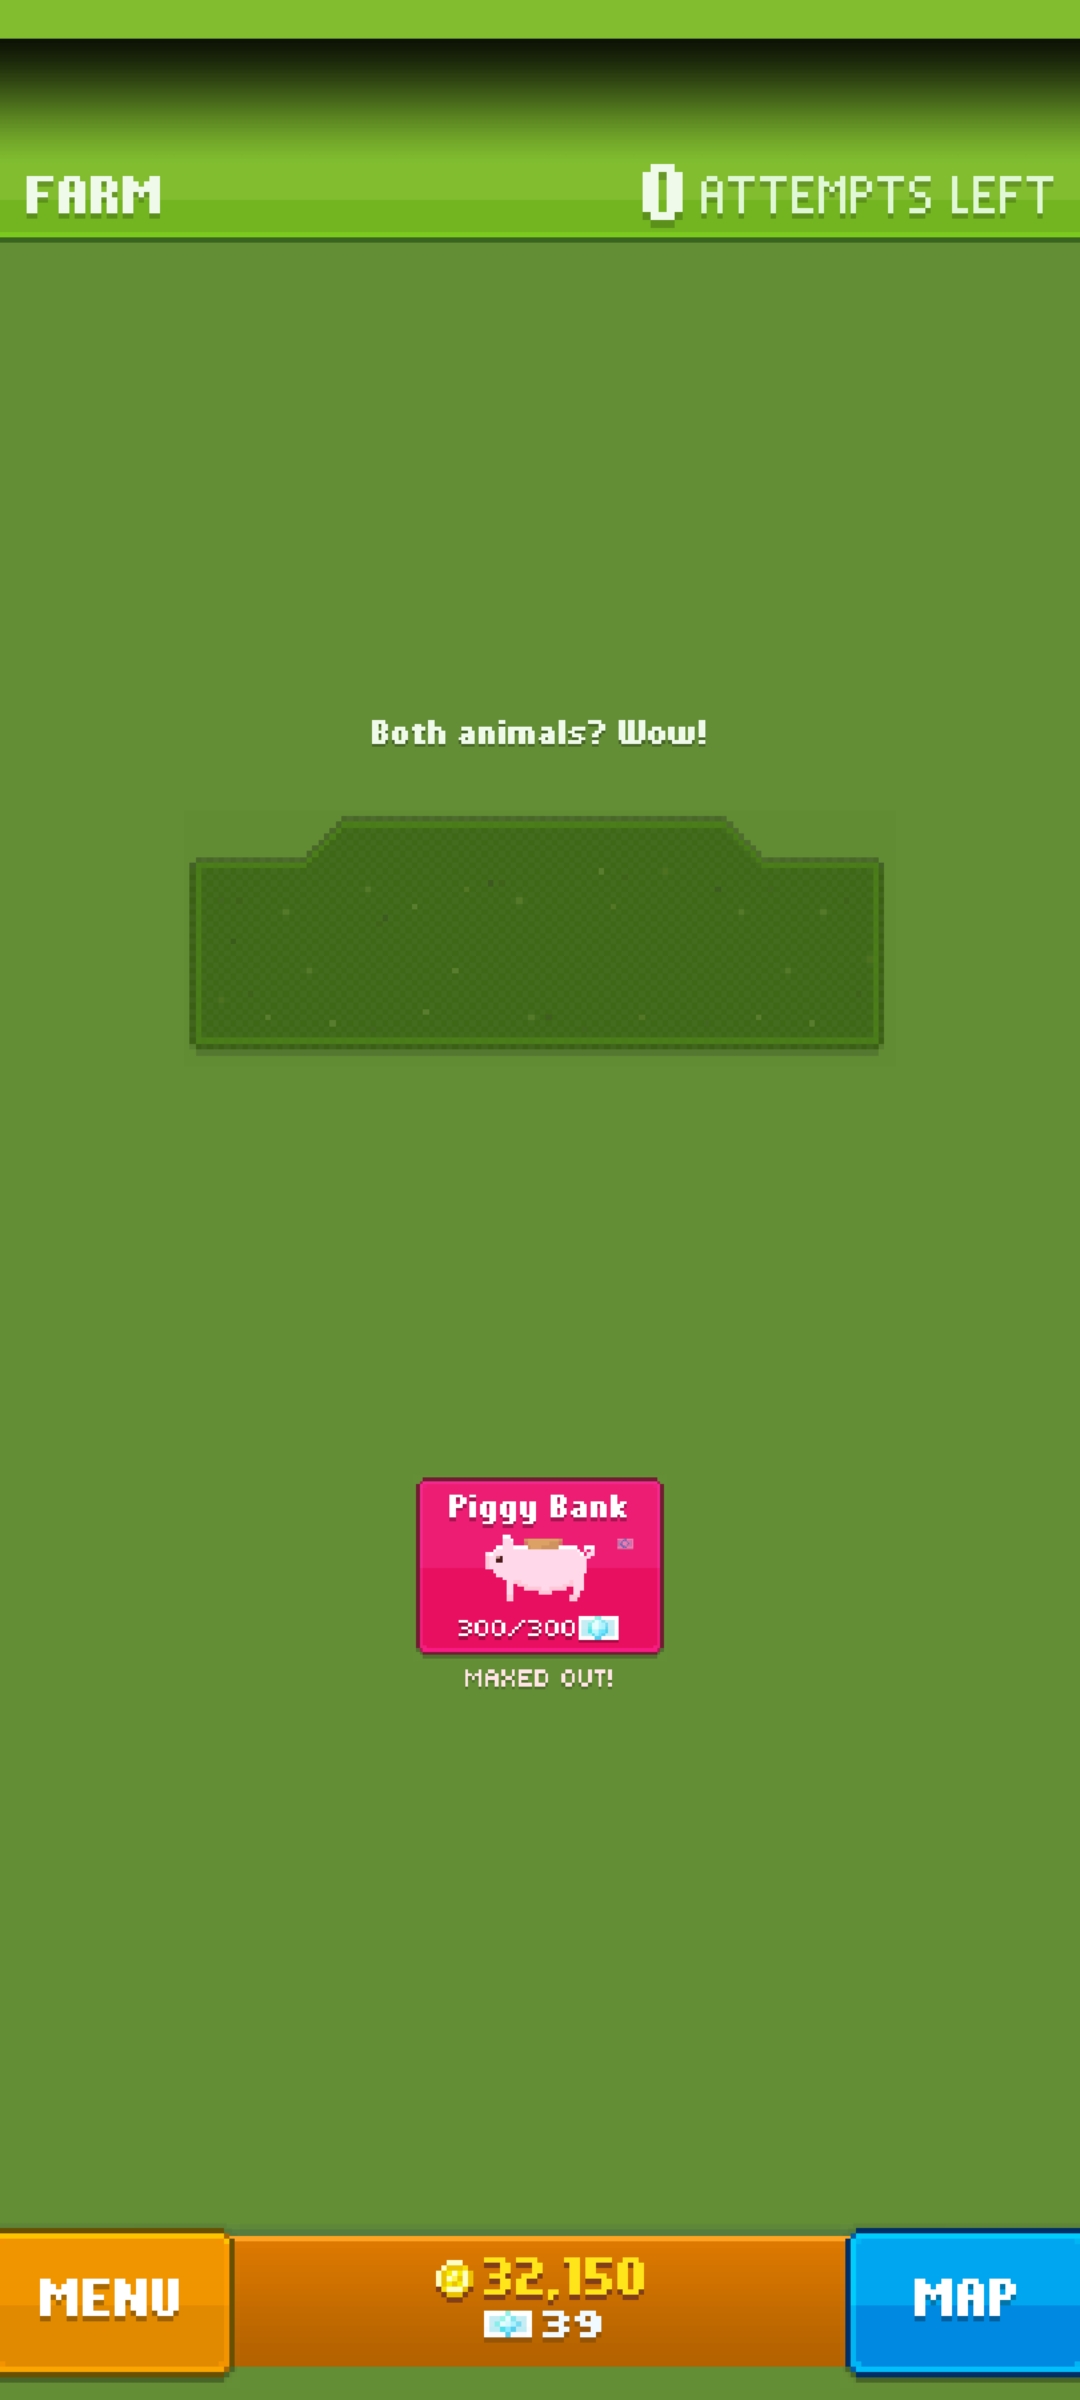 FARM
0 ATTEMPTS LEFT
Both animals? Wow!
Piggy Bank
300/300
MAXED OUT!
MENU
32,150
39
MAP